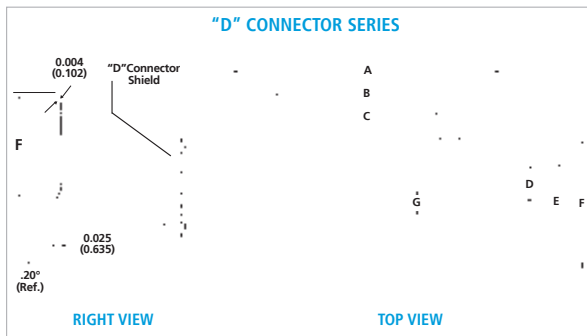 “D” CONNECTOR SERIES
0.004
(0.102)
“D”Connector
Shield
A
B
C
F
D
G
E
F
0.025
(0.635)
.20°
(Ref.)
RIGHT VIEW
TOP VIEW